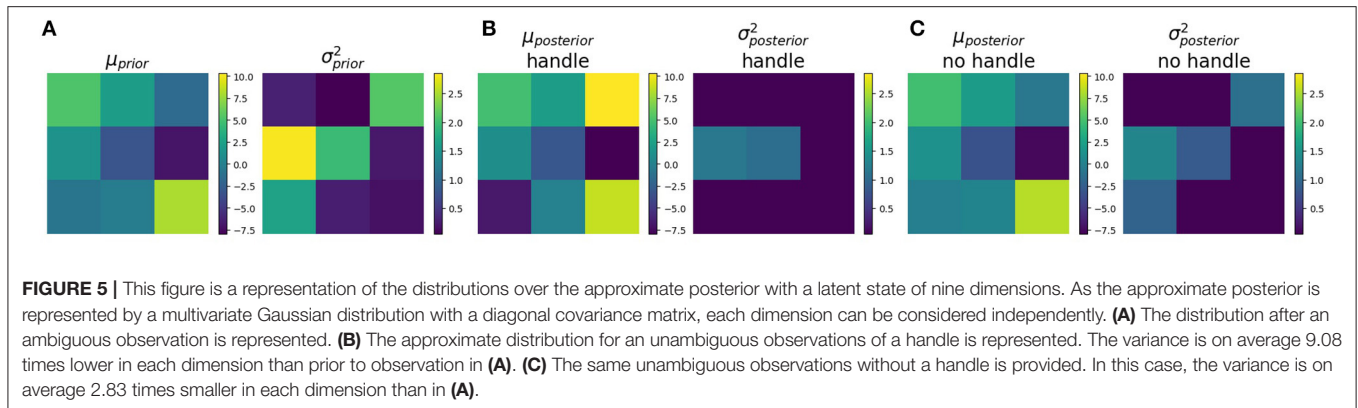 A
B
C
μprior
σ²prior
μposterior
handle
σ²posterior
handle
μposterior
no handle
σ²posterior
no handle
10.0
7.5
5.0
2.5
0.0
−2.5
−5.0
−7.5
2.5
2.0
1.5
1.0
0.5
10.0
7.5
5.0
2.5
0.0
−2.5
−5.0
−7.5
2.5
2.0
1.5
1.0
0.5
10.0
7.5
5.0
2.5
0.0
−2.5
−5.0
−7.5
2.5
2.0
1.5
1.0
0.5
FIGURE 5 | This figure is a representation of the distributions over the approximate posterior with a latent state of nine dimensions. As the approximate posterior is
represented by a multivariate Gaussian distribution with a diagonal covariance matrix, each dimension can be considered independently. (A) The distribution after an
ambiguous observation is represented. (B) The approximate distribution for an unambiguous observations of a handle is represented. The variance is on average 9.08
times lower in each dimension than prior to observation in (A). (C) The same unambiguous observations without a handle is provided. In this case, the variance is on
average 2.83 times smaller in each dimension than in (A).